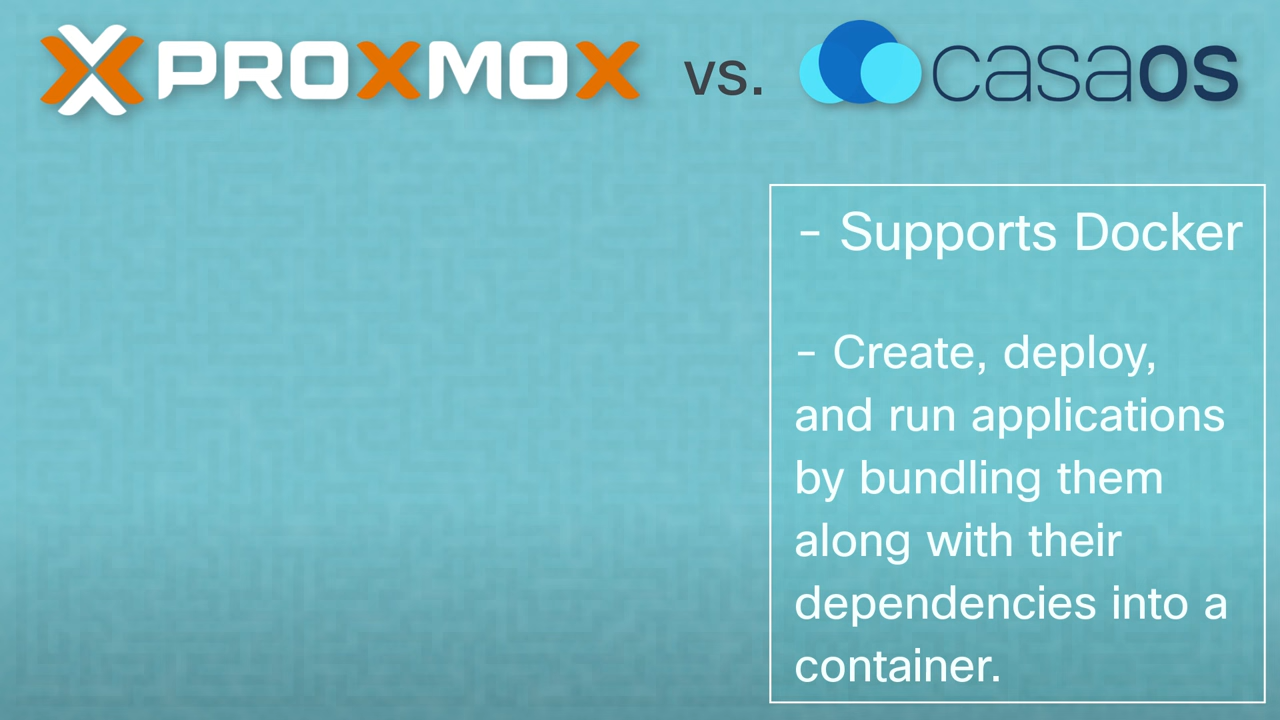 PROXMOX vs. casaOS
- Supports Docker
- Create, deploy,
and run applications
by bundling them
along with their
dependencies into a
container.